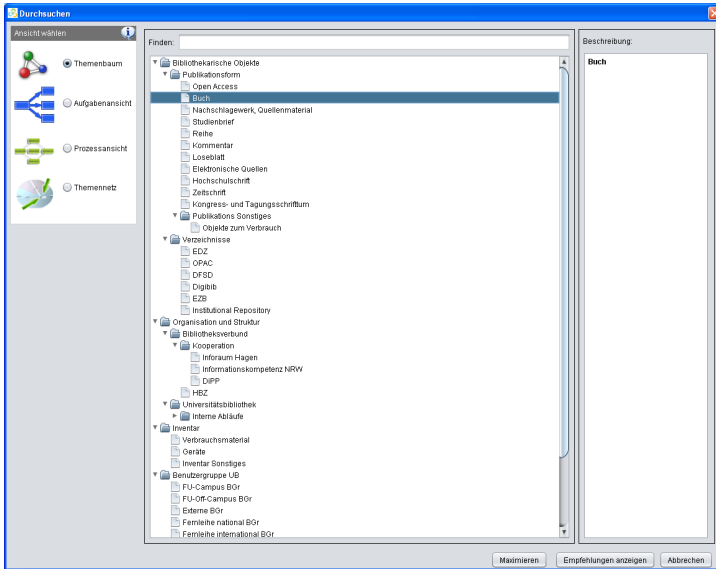 Durchsuchen
Ansicht wählen
Themenbaum
Aufgabenansicht
Prozessansicht
Themennetz
Finden:
Bibliothekarische Objekte
Publikationsform
Open Access
Buch
Nachschlagewerk, Quellenmaterial
Studienbrief
Reihe
Kommentar
Loseblatt
Elektronische Quellen
Hochschulschrift
Zeitschrift
Kongress- und Tagungsschrifttum
Publikations Sonstiges
Objekte zum Verbrauch
Verzeichnisse
EDZ
OPAC
DFSD
Digibib
EZB
Institutional Repository
Organisation und Struktur
Bibliotheksverbund
Kooperation
Inforaum Hagen
Informationskompetenz NRW
DiPP
HBZ
Universitätsbibliothek
Interne Abläufe
Inventar
Verbrauchsmaterial
Geräte
Inventar Sonstiges
Benutzergruppe UB
FU-Campus BGr
FU-Off-Campus BGr
Externe BGr
Fernleihe national BGr
Fernleihe international BGr
Beschreibung:
Buch
Maximieren
Empfehlungen anzeigen
Abbrechen